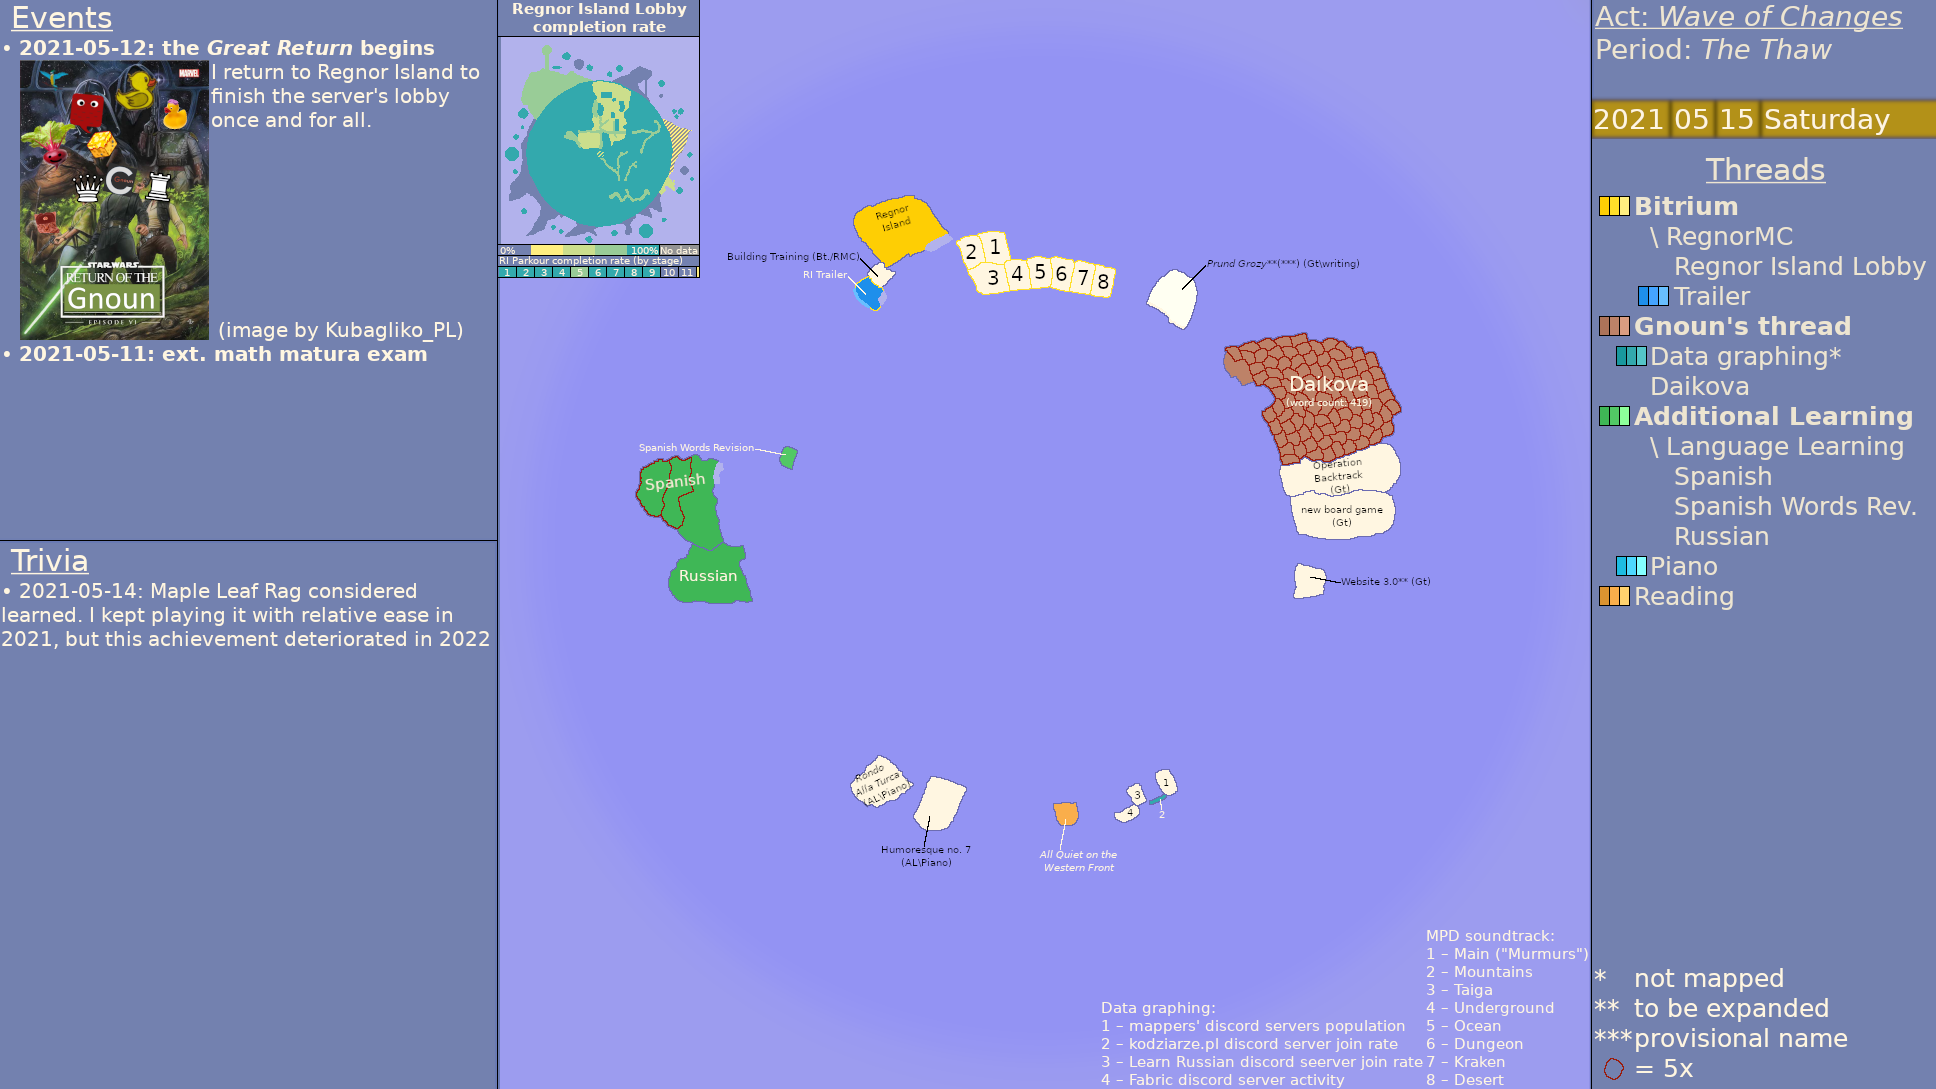 Events
• 2021-05-12: the Great Return begins
MARVEL
I return to Regnor Island to
finish the server's lobby
once and for all.
STAR WARS
RETURN OF THE
Gnoun
EPISODE VI
(image by Kubagliko_PL)
• 2021-05-11: ext. math matura exam
Trivia
• 2021-05-14: Maple Leaf Rag considered
learned. I kept playing it with relative ease in
2021, but this achievement deteriorated in 2022
Regnor Island Lobby
completion rate
0% 100% No data
RI Parkour completion rate (by stage)
1 2 3 4 5 6 7 8 9 10 11
Regnor
Island
Building Training (Bt./RMC)
RI Trailer
2 1
3 4 5 6 7 8
Prund Grozy**(***) (Gt\writing)
Daikova
(word count: 419)
Operation
Backtrack
(Gt)
new board game
(Gt)
Website 3.0** (Gt)
Spanish Words Revision
Spanish
Russian
Rondo
Alla Turca
(AL\Piano)
Humoresque no. 7
(AL\Piano)
All Quiet on the
Western Front
1
3
4
2
Data graphing:
1 – mappers' discord servers population
2 – kodziarze.pl discord server join rate
3 – Learn Russian discord seerver join rate
4 – Fabric discord server activity
MPD soundtrack:
1 – Main ("Murmurs")
2 – Mountains
3 – Taiga
4 – Underground
5 – Ocean
6 – Dungeon
7 – Kraken
8 – Desert
Act: Wave of Changes
Period: The Thaw
2021 05 15 Saturday
Threads
Bitrium
\ RegnorMC
Regnor Island Lobby
Trailer
Gnoun's thread
Data graphing*
Daikova
Additional Learning
\ Language Learning
Spanish
Spanish Words Rev.
Russian
Piano
Reading
* not mapped
** to be expanded
*** provisional name
= 5x